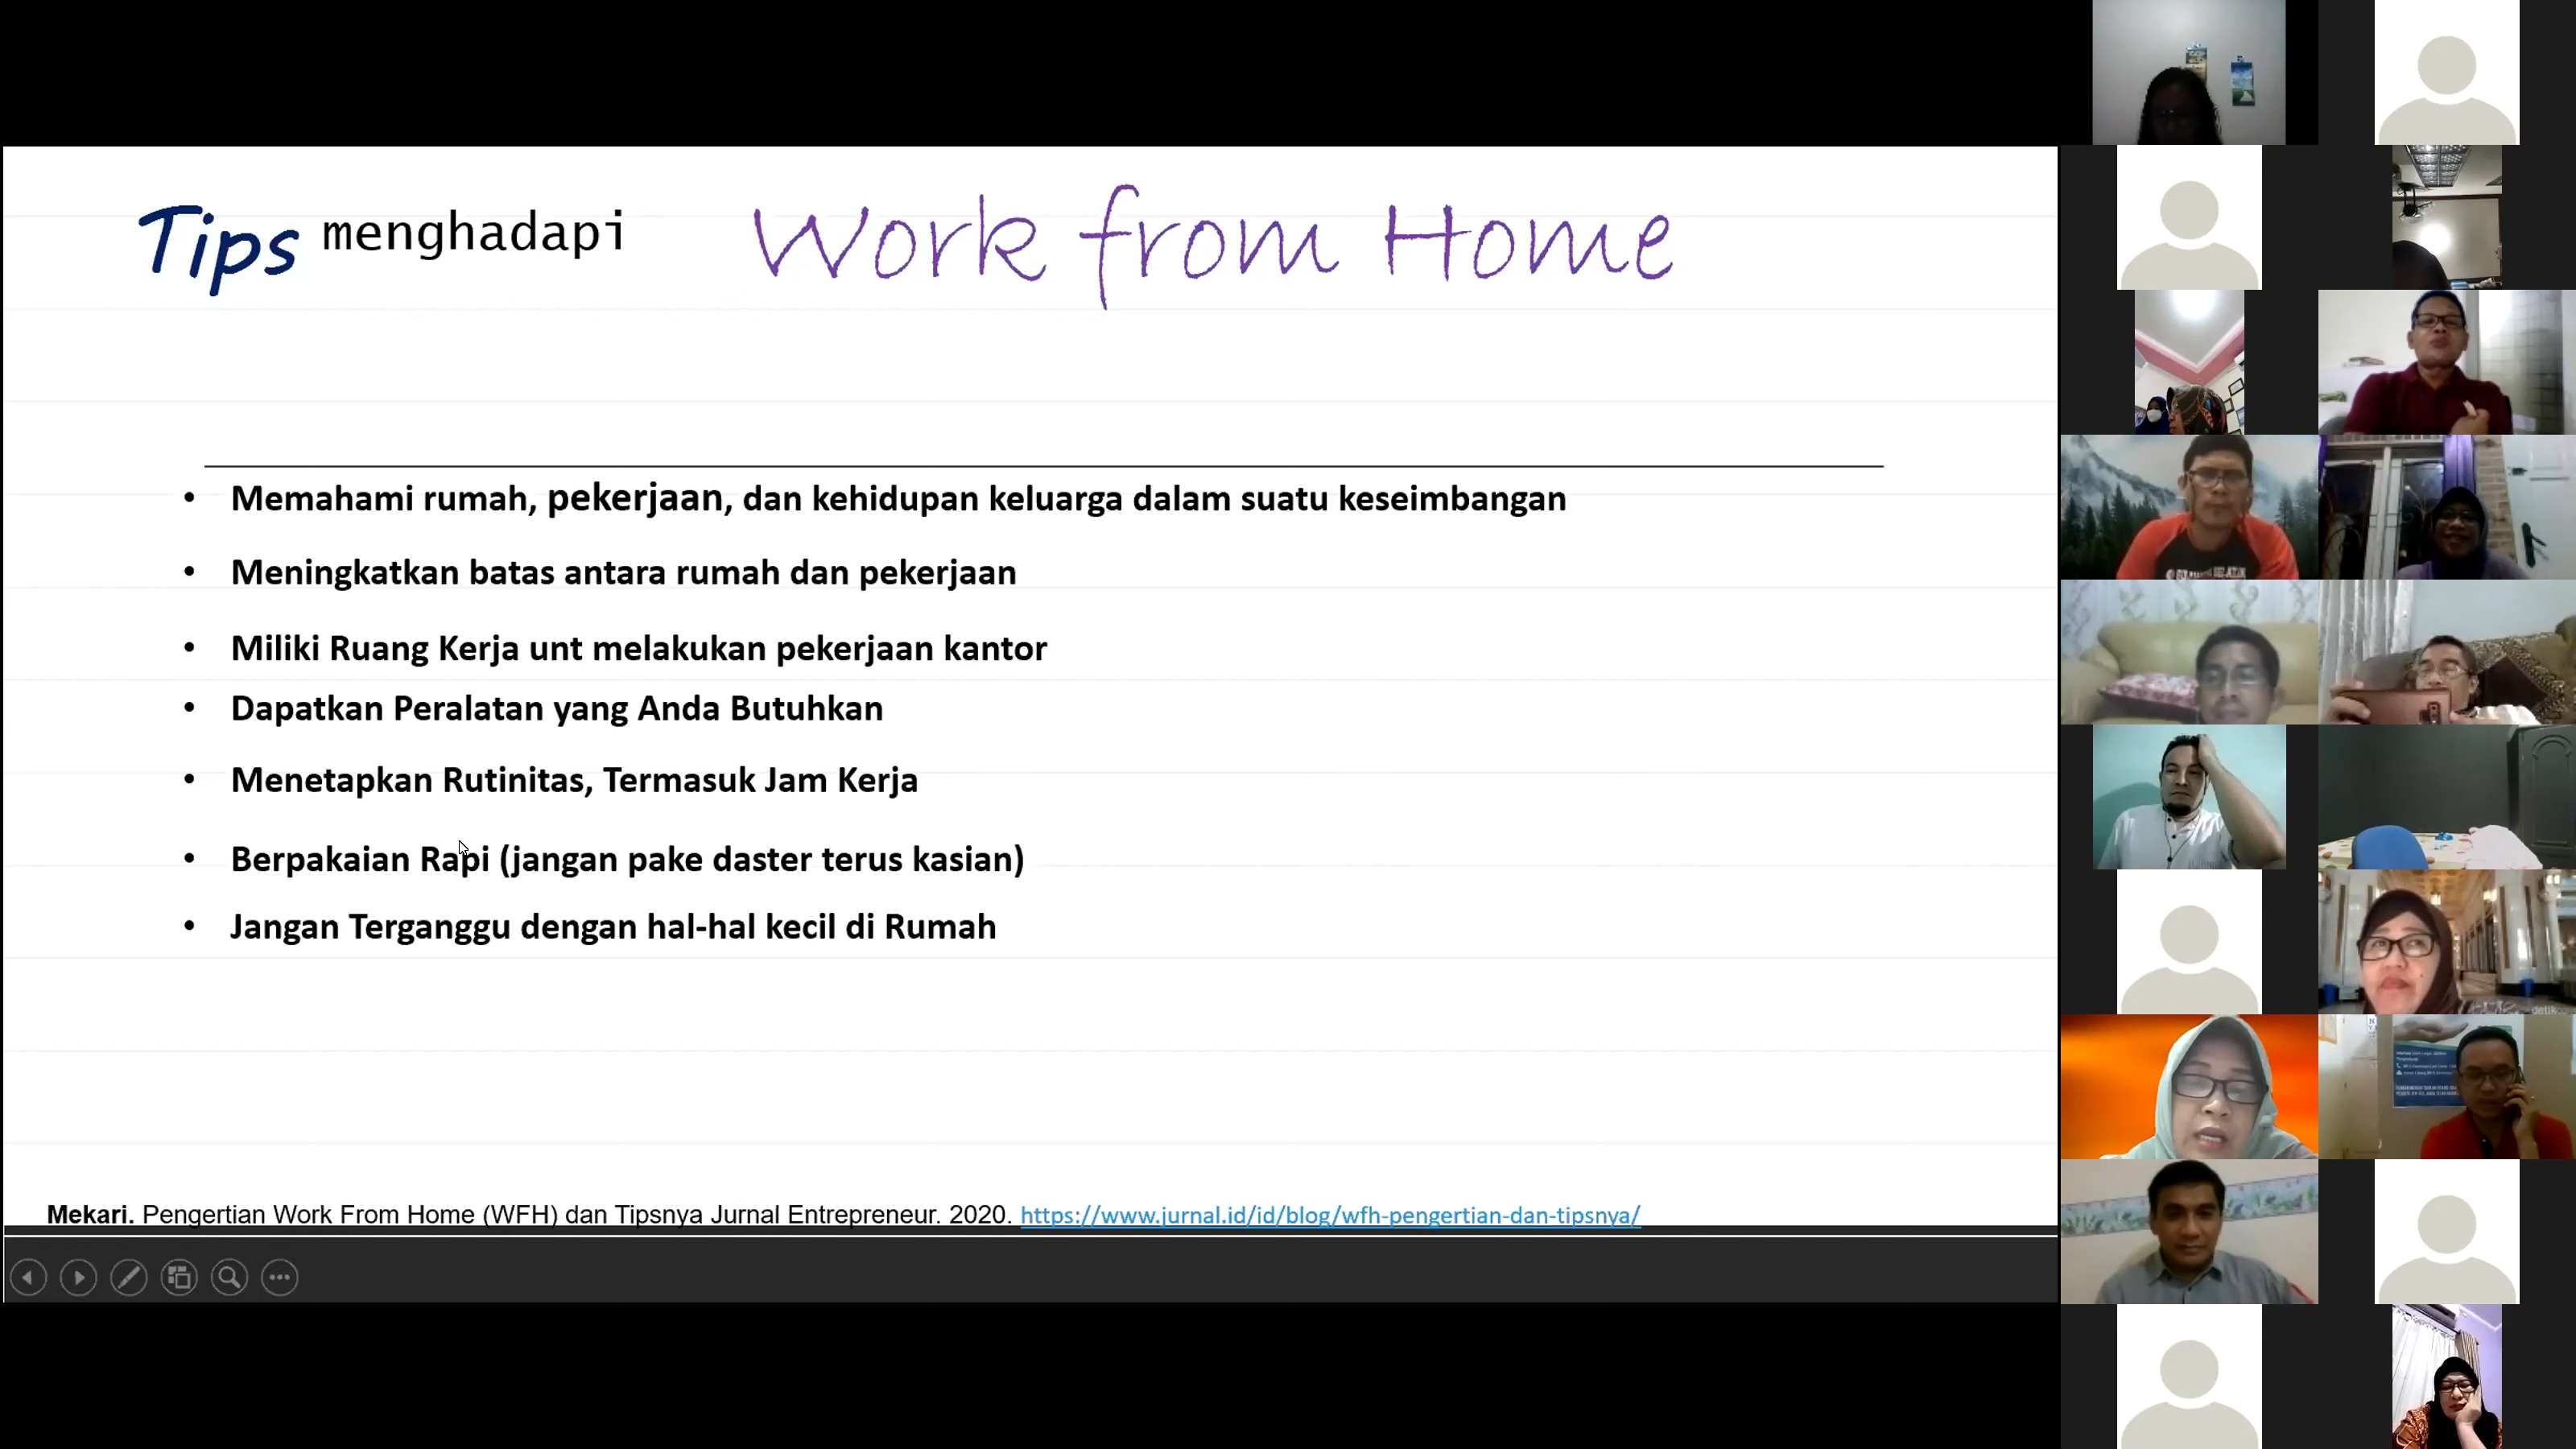 Tips menghadapi Work from Home
• Memahami rumah, pekerjaan, dan kehidupan keluarga dalam suatu keseimbangan
• Meningkatkan batas antara rumah dan pekerjaan
• Miliki Ruang Kerja unt melakukan pekerjaan kantor
• Dapatkan Peralatan yang Anda Butuhkan
• Menetapkan Rutinitas, Termasuk Jam Kerja
• Berpakaian Rapi (jangan pake daster terus kasian)
• Jangan Terganggu dengan hal-hal kecil di Rumah
Mekari. Pengertian Work From Home (WFH) dan Tipsnya Jurnal Entrepreneur. 2020. https://www.jurnal.id/id/blog/wfh-pengertian-dan-tipsnya/